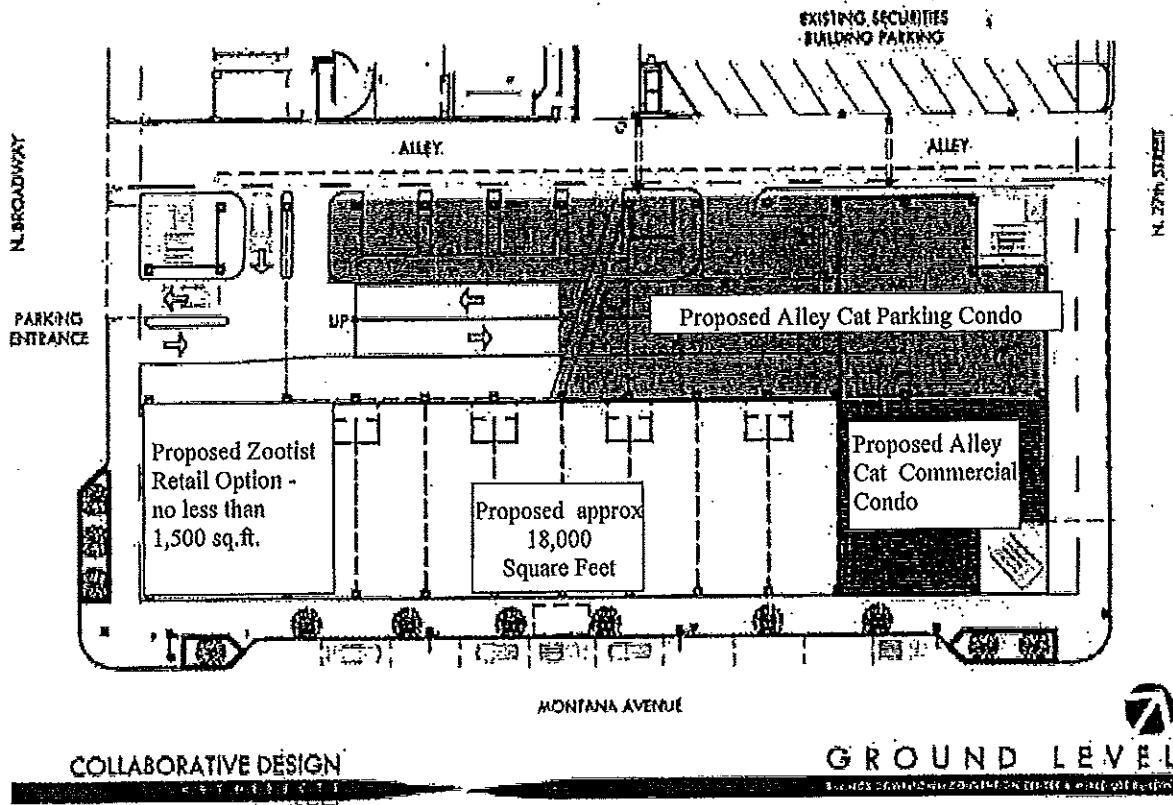 EXISTING SECURITIES
BUILDING PARKING
ALLEY
ALLEY
N. BROADWAY
N. 27th STREET
PARKING
ENTRANCE
UP
Proposed Alley Cat Parking Condo
Proposed Zootist
Retail Option -
no less than
1,500 sq.ft.
Proposed approx
18,000
Square Feet
Proposed Alley
Cat Commercial
Condo
MONTANA AVENUE
COLLABORATIVE DESIGN
ARCHITECTS
GROUND LEVEL